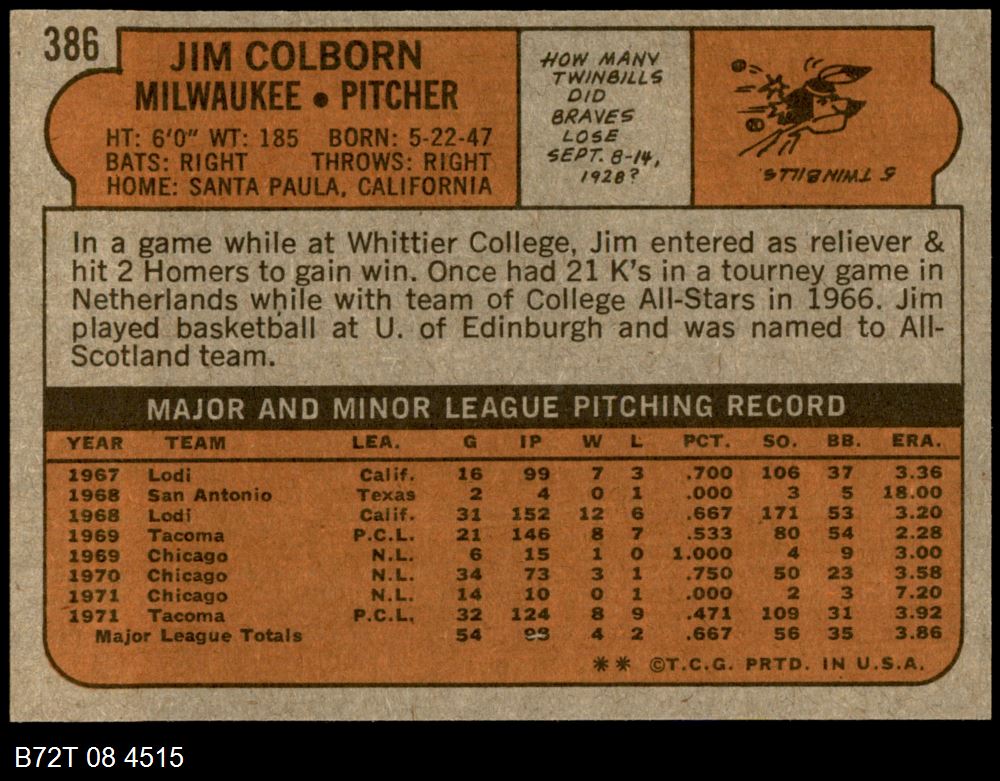 386
JIM COLBORN
MILWAUKEE • PITCHER
HT: 6'0" WT: 185 BORN: 5-22-47
BATS: RIGHT THROWS: RIGHT
HOME: SANTA PAULA, CALIFORNIA
HOW MANY
TWINBILLS
DID
BRAVES
LOSE
SEPT. 8-14,
1928?
5 TWINBILLS.
In a game while at Whittier College, Jim entered as reliever &
hit 2 Homers to gain win. Once had 21 K's in a tourney game in
Netherlands while with team of College All-Stars in 1966. Jim
played basketball at U. of Edinburgh and was named to All-
Scotland team.
MAJOR AND MINOR LEAGUE PITCHING RECORD
YEAR TEAM LEA. G IP W L PCT. SO. BB. ERA.
1967 Lodi Calif. 16 99 7 3 .700 106 37 3.36
1968 San Antonio Texas 2 4 0 1 .000 3 5 18.00
1968 Lodi Calif. 31 152 12 6 .667 171 53 3.20
1969 Tacoma P.C.L. 21 146 8 7 .533 80 54 2.28
1969 Chicago N.L. 6 15 1 0 1.000 4 9 3.00
1970 Chicago N.L. 34 73 3 1 .750 50 23 3.58
1971 Chicago N.L. 14 10 0 1 .000 2 3 7.20
1971 Tacoma P.C.L. 32 124 8 9 .471 109 31 3.92
Major League Totals 54 98 4 2 .667 56 35 3.86
** ©T.C.G. PRTD. IN U.S.A.
B72T 08 4515